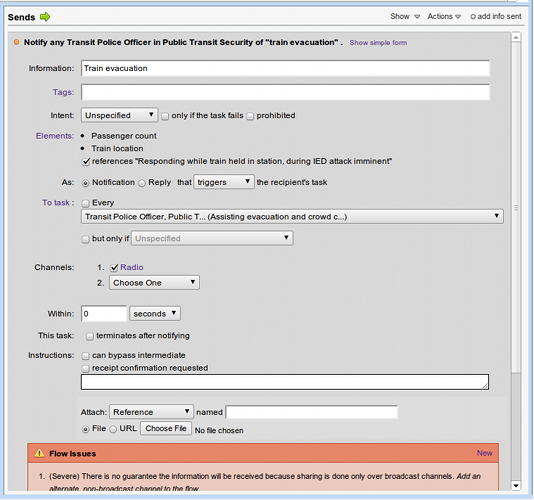 Sends Show Actions add info sent
Notify any Transit Police Officer in Public Transit Security of "train evacuation" . Show simple form
Information: Train evacuation
Tags:
Intent: Unspecified only if the task fails prohibited
Elements: • Passenger count
• Train location
references "Responding while train held in station, during IED attack imminent"
As: Notification Reply that triggers the recipient's task
To task : Every
Transit Police Officer, Public T... (Assisting evacuation and crowd c...)
but only if Unspecified
Channels: 1. Radio
2. Choose One
Within: 0 seconds
This task: terminates after notifying
Instructions: can bypass intermediate
receipt confirmation requested
Attach: Reference named
File URL Choose File No file chosen
Flow Issues New
1. (Severe) There is no guarantee the information will be received because sharing is done only over broadcast channels. Add an
alternate, non-broadcast channel to the flow.